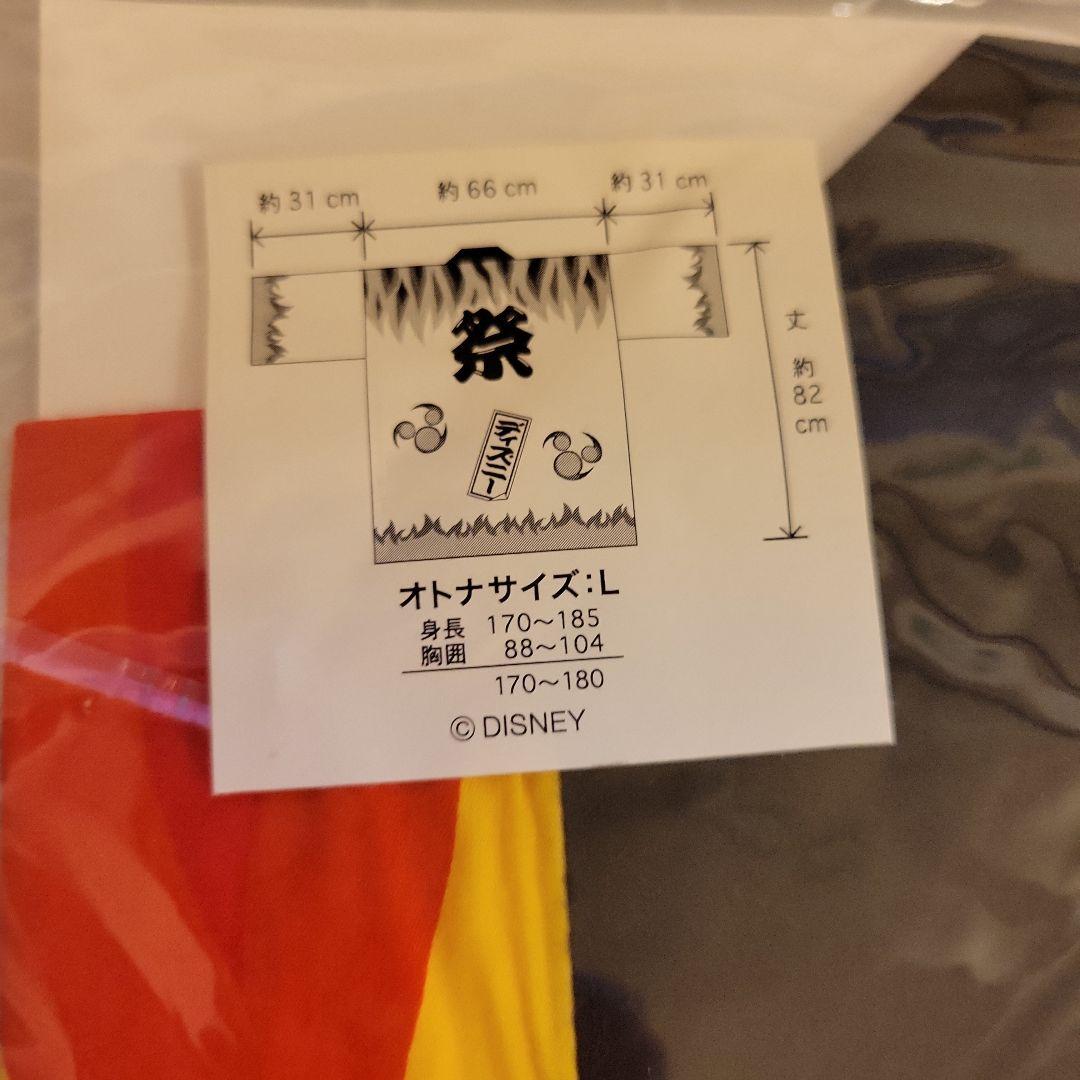 約 31 cm
約 66 cm
約 31 cm
祭
ディズニー
丈
約
82
cm
オトナサイズ:L
身長 170〜185
胸囲 88〜104
170〜180
©DISNEY